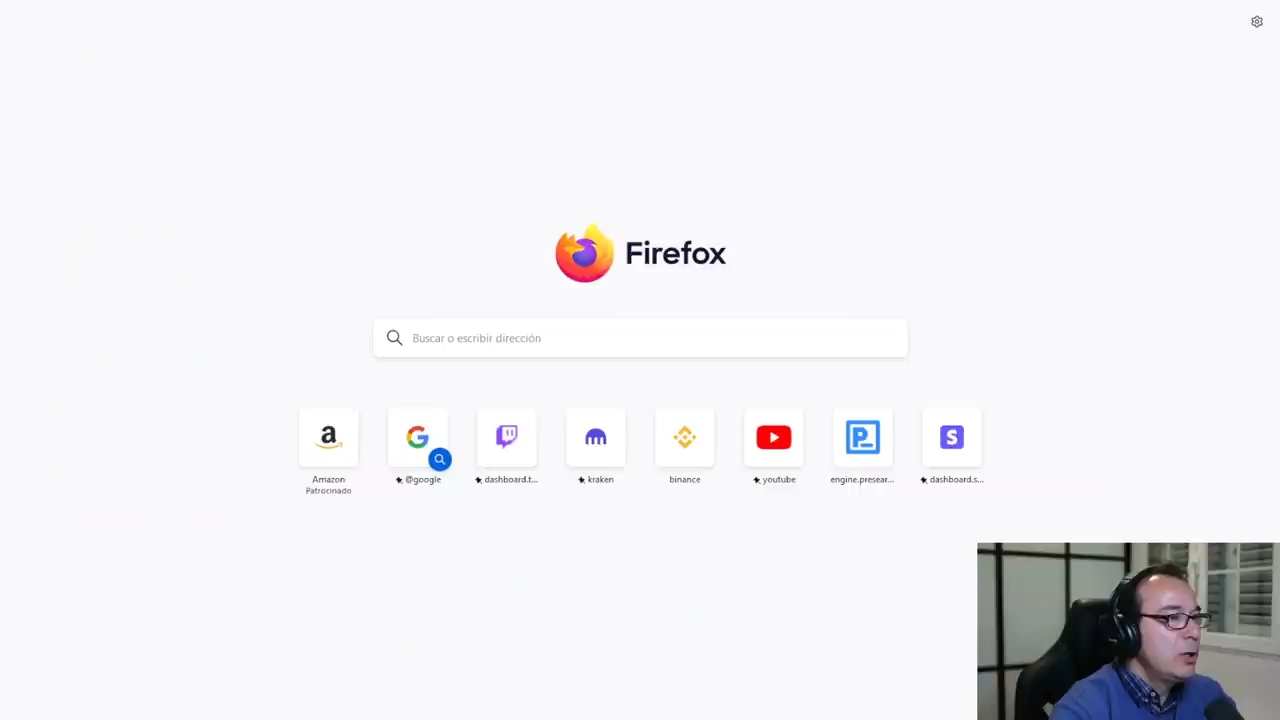 Firefox
Buscar o escribir dirección
Amazon
Patrocinado
@google
dashboard.t...
kraken
binance
youtube
engine.presear...
dashboard.s...